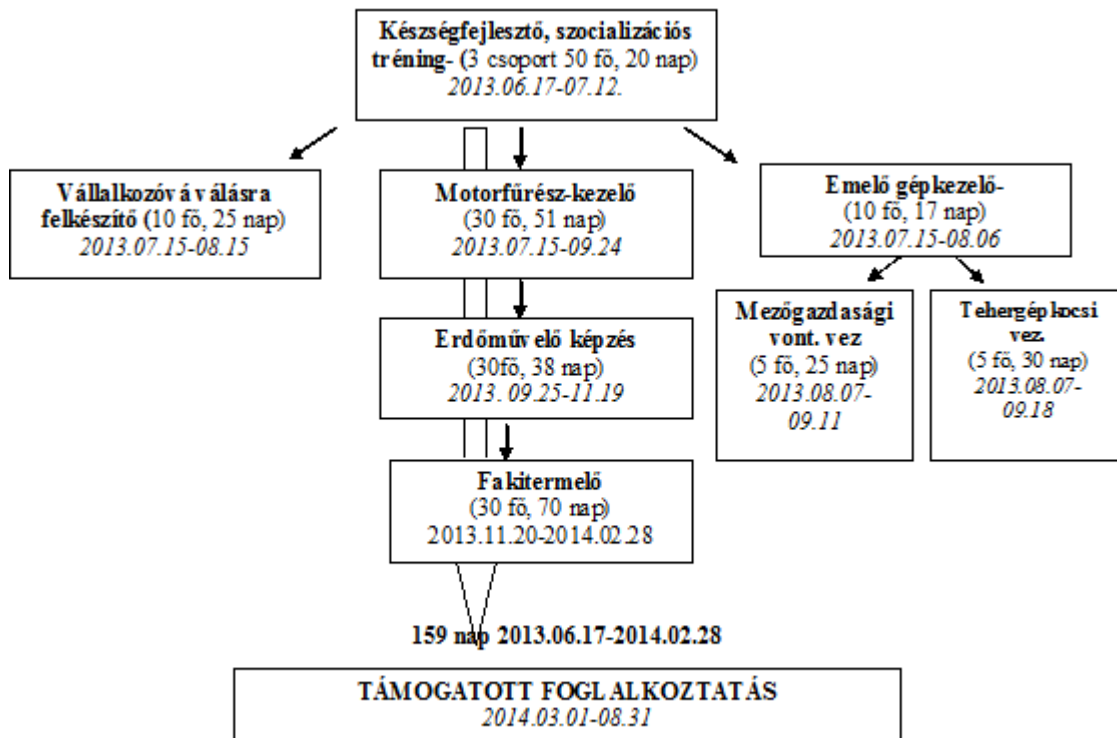 Készségfejlesztő, szocializációs
tréning- (3 csoport 50 fő, 20 nap)
2013.06.17-07.12.
Vállalkozóvá válásra
felkészítő (10 fő, 25 nap)
2013.07.15-08.15
Motorfűrész-kezelő
(30 fő, 51 nap)
2013.07.15-09.24
Emelő gépkezelő-
(10 fő, 17 nap)
2013.07.15-08.06
Erdőművelő képzés
(30fő, 38 nap)
2013. 09.25-11.19
Mezőgazdasági
vont. vez
(5 fő, 25 nap)
2013.08.07-
09.11
Tehergépkocsi
vez.
(5 fő, 30 nap)
2013.08.07-
09.18
Fakitermelő
(30 fő, 70 nap)
2013.11.20-2014.02.28
159 nap 2013.06.17-2014.02.28
TÁMOGATOTT FOGLALKOZTATÁS
2014.03.01-08.31